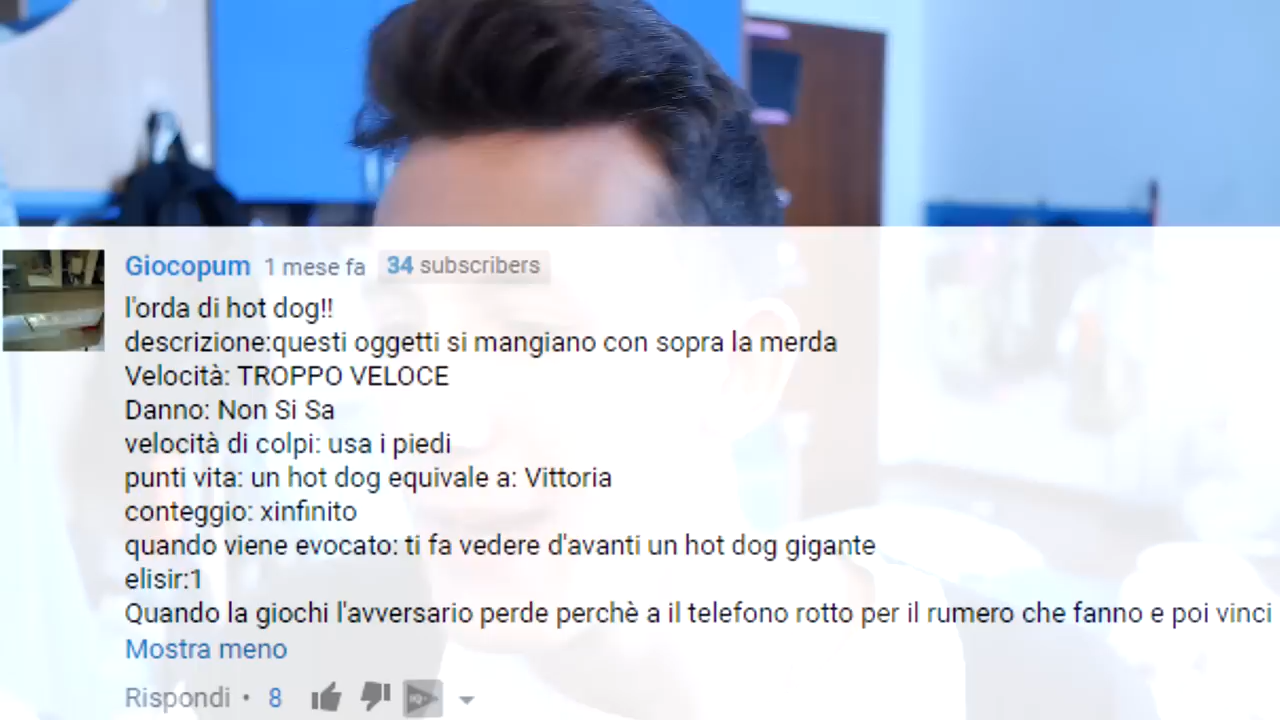 Giocopum 1 mese fa 34 subscribers
l'orda di hot dog!!
descrizione:questi oggetti si mangiano con sopra la merda
Velocità: TROPPO VELOCE
Danno: Non Si Sa
velocità di colpi: usa i piedi
punti vita: un hot dog equivale a: Vittoria
conteggio: xinfinito
quando viene evocato: ti fa vedere d'avanti un hot dog gigante
elisir:1
Quando la giochi l'avversario perde perchè a il telefono rotto per il rumero che fanno e poi vinci
Mostra meno
Rispondi • 8